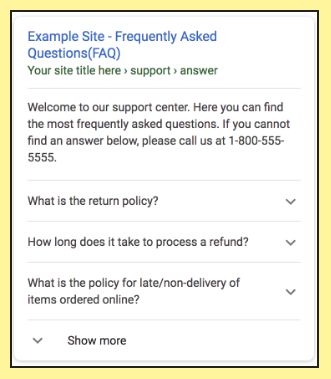 Example Site - Frequently Asked
Questions(FAQ)
Your site title here › support › answer
Welcome to our support center. Here you can find
the most frequently asked questions. If you cannot
find an answer below, please call us at 1-800-555-
5555.
What is the return policy?
How long does it take to process a refund?
What is the policy for late/non-delivery of
items ordered online?
Show more